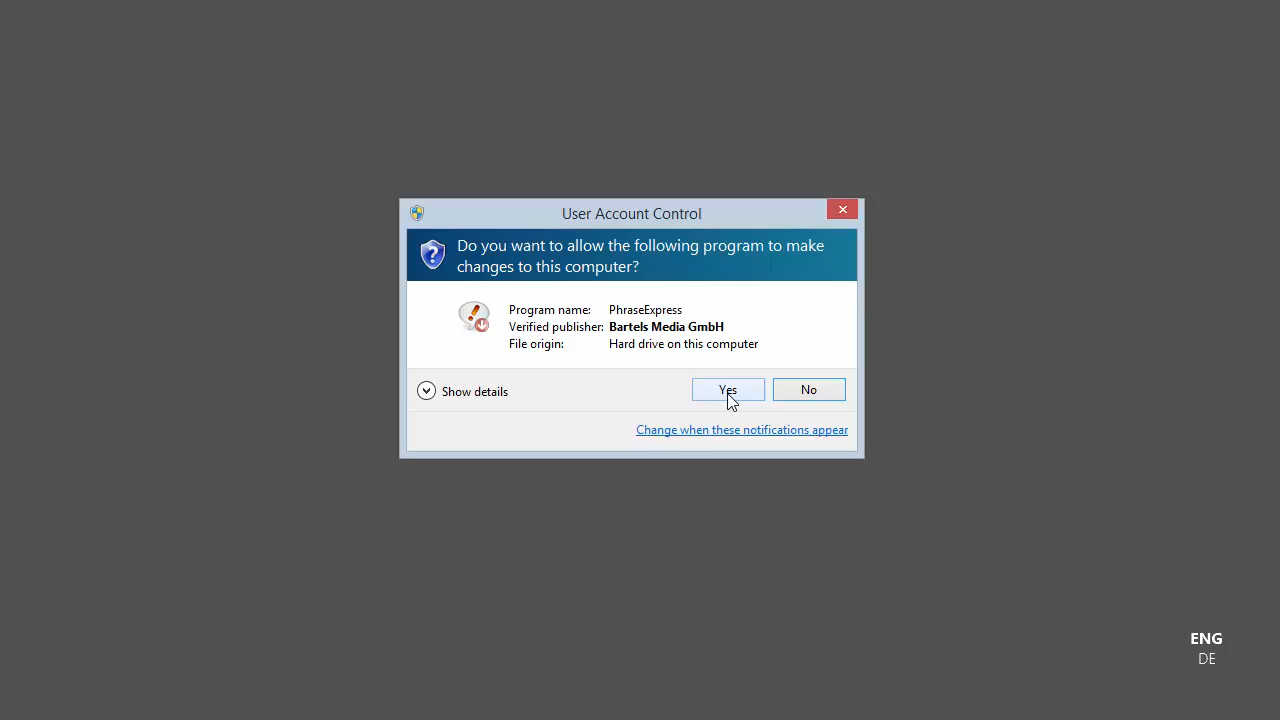 User Account Control
Do you want to allow the following program to make
changes to this computer?
Program name: PhraseExpress
Verified publisher: Bartels Media GmbH
File origin: Hard drive on this computer
Show details
Yes
No
Change when these notifications appear
ENG
DE